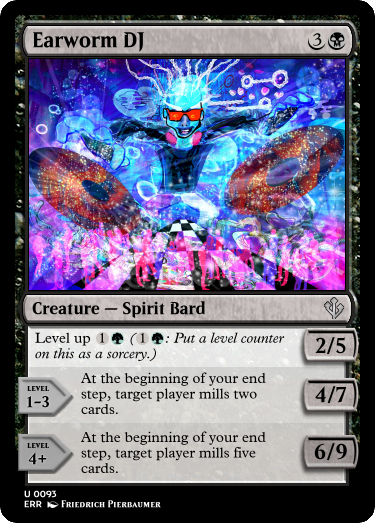 Earworm DJ 3
Creature — Spirit Bard
Level up 1 ( 1 : Put a level counter
on this as a sorcery.)
2/5
LEVEL
1-3
At the beginning of your end
step, target player mills two
cards.
4/7
LEVEL
4+
At the beginning of your end
step, target player mills five
cards.
6/9
U 0093
ERR Friedrich Pierbaumer